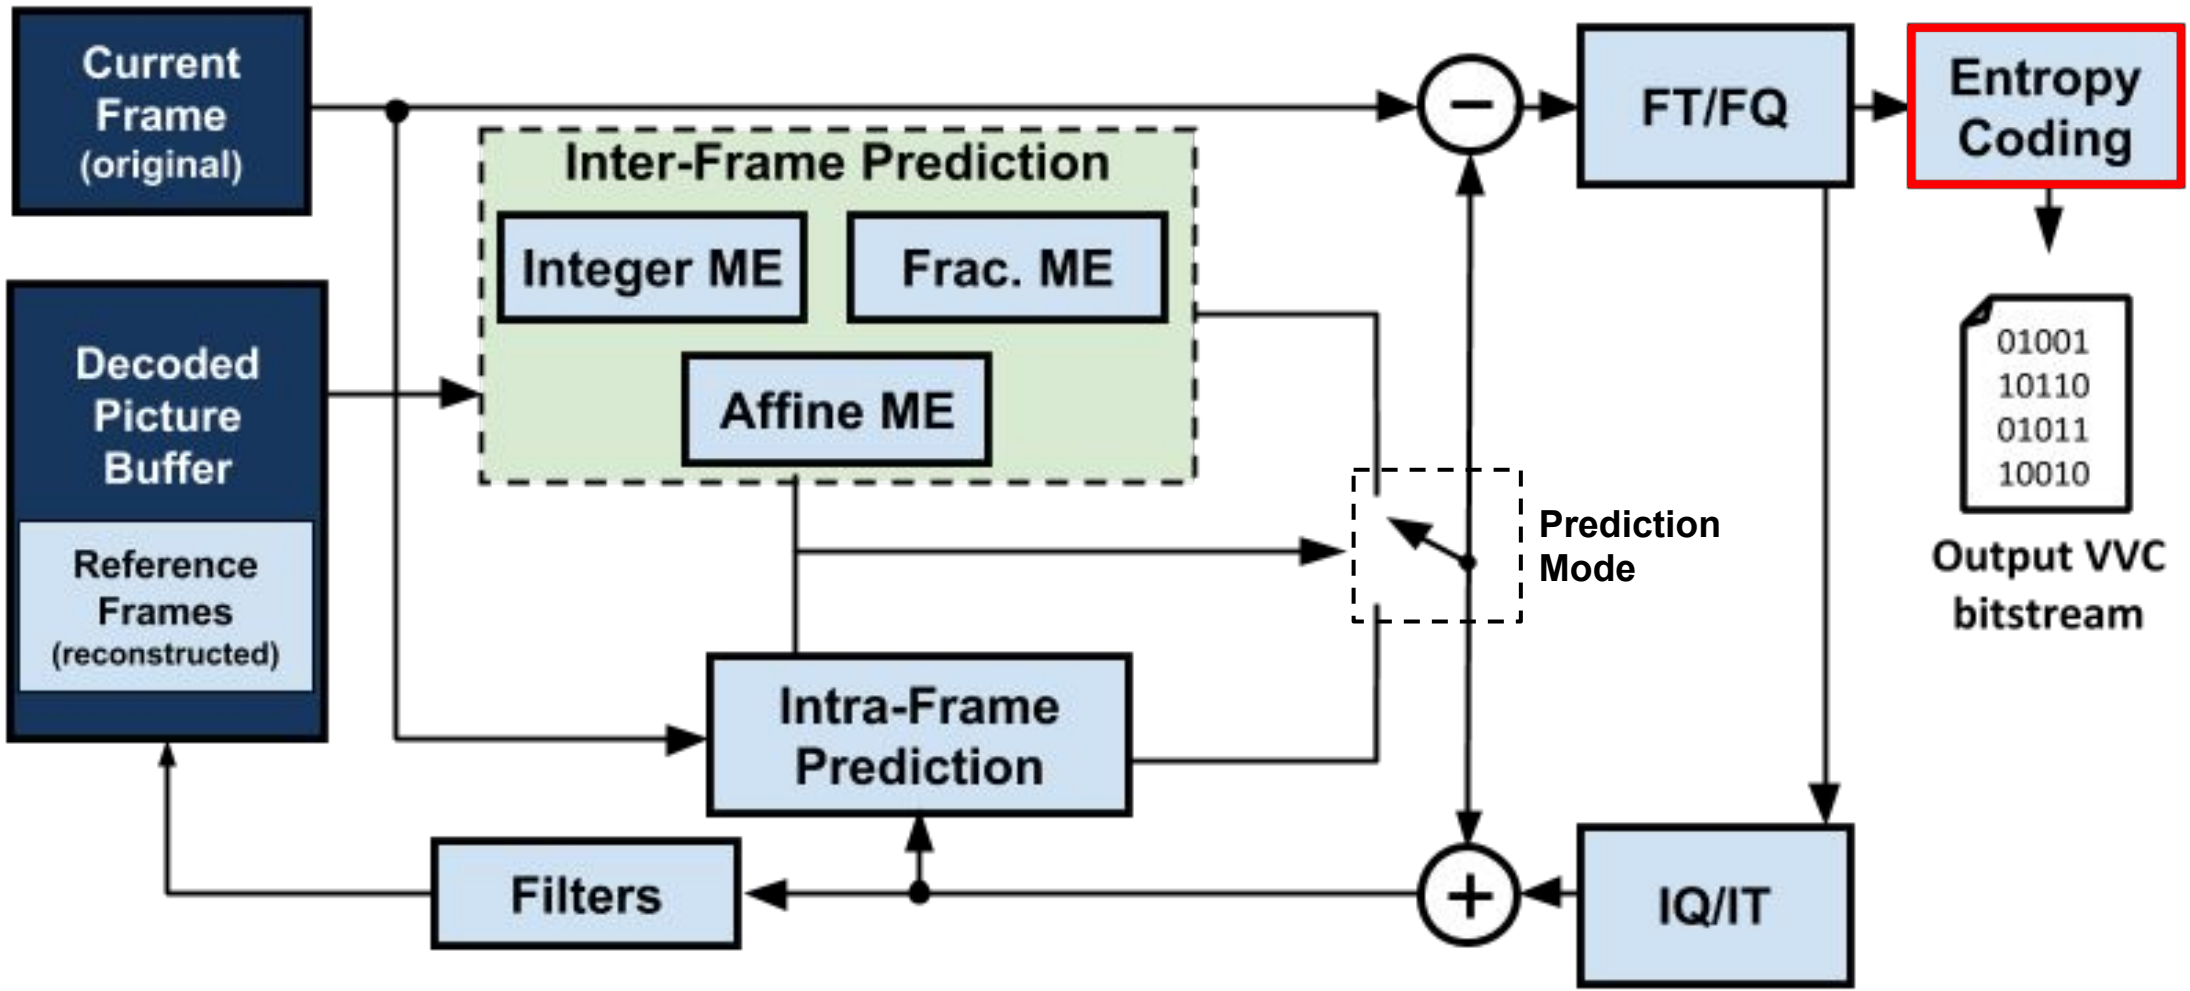 Current
Frame
(original)
Inter-Frame Prediction
Integer ME
Frac. ME
Affine ME
−
FT/FQ
Entropy
Coding
Decoded
Picture
Buffer
Reference
Frames
(reconstructed)
Prediction
Mode
01001
10110
01011
10010
Output VVC
bitstream
Intra-Frame
Prediction
Filters
+
IQ/IT